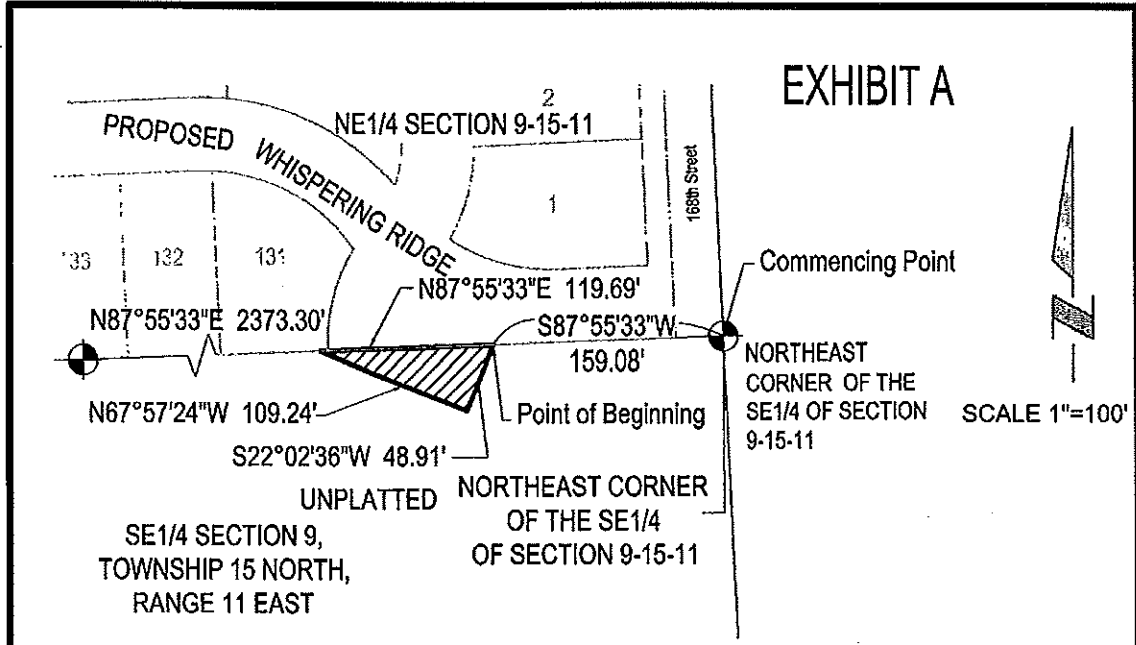 EXHIBIT A
2
NE1/4 SECTION 9-15-11
PROPOSED WHISPERING RIDGE
168th Street
1
133
132
131
Commencing Point
N87°55'33"E 119.69'
N87°55'33"E 2373.30'
S87°55'33"W
159.08'
NORTHEAST
CORNER OF THE
SE1/4 OF SECTION
9-15-11
SCALE 1"=100'
N67°57'24"W 109.24'
Point of Beginning
S22°02'36"W 48.91'
UNPLATTED
NORTHEAST CORNER
OF THE SE1/4
OF SECTION 9-15-11
SE1/4 SECTION 9,
TOWNSHIP 15 NORTH,
RANGE 11 EAST